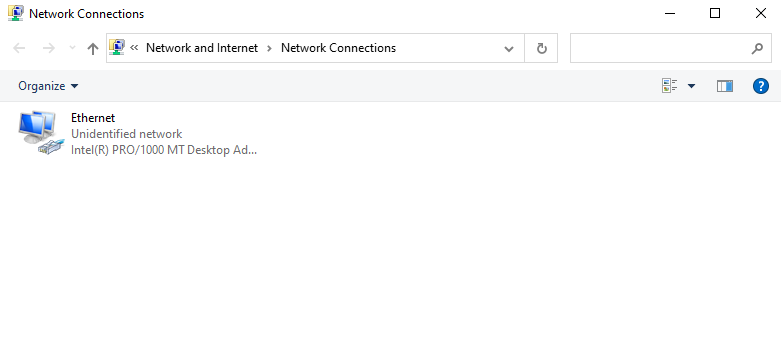 Network Connections
« Network and Internet > Network Connections
Organize
?
Ethernet
Unidentified network
Intel(R) PRO/1000 MT Desktop Ad...